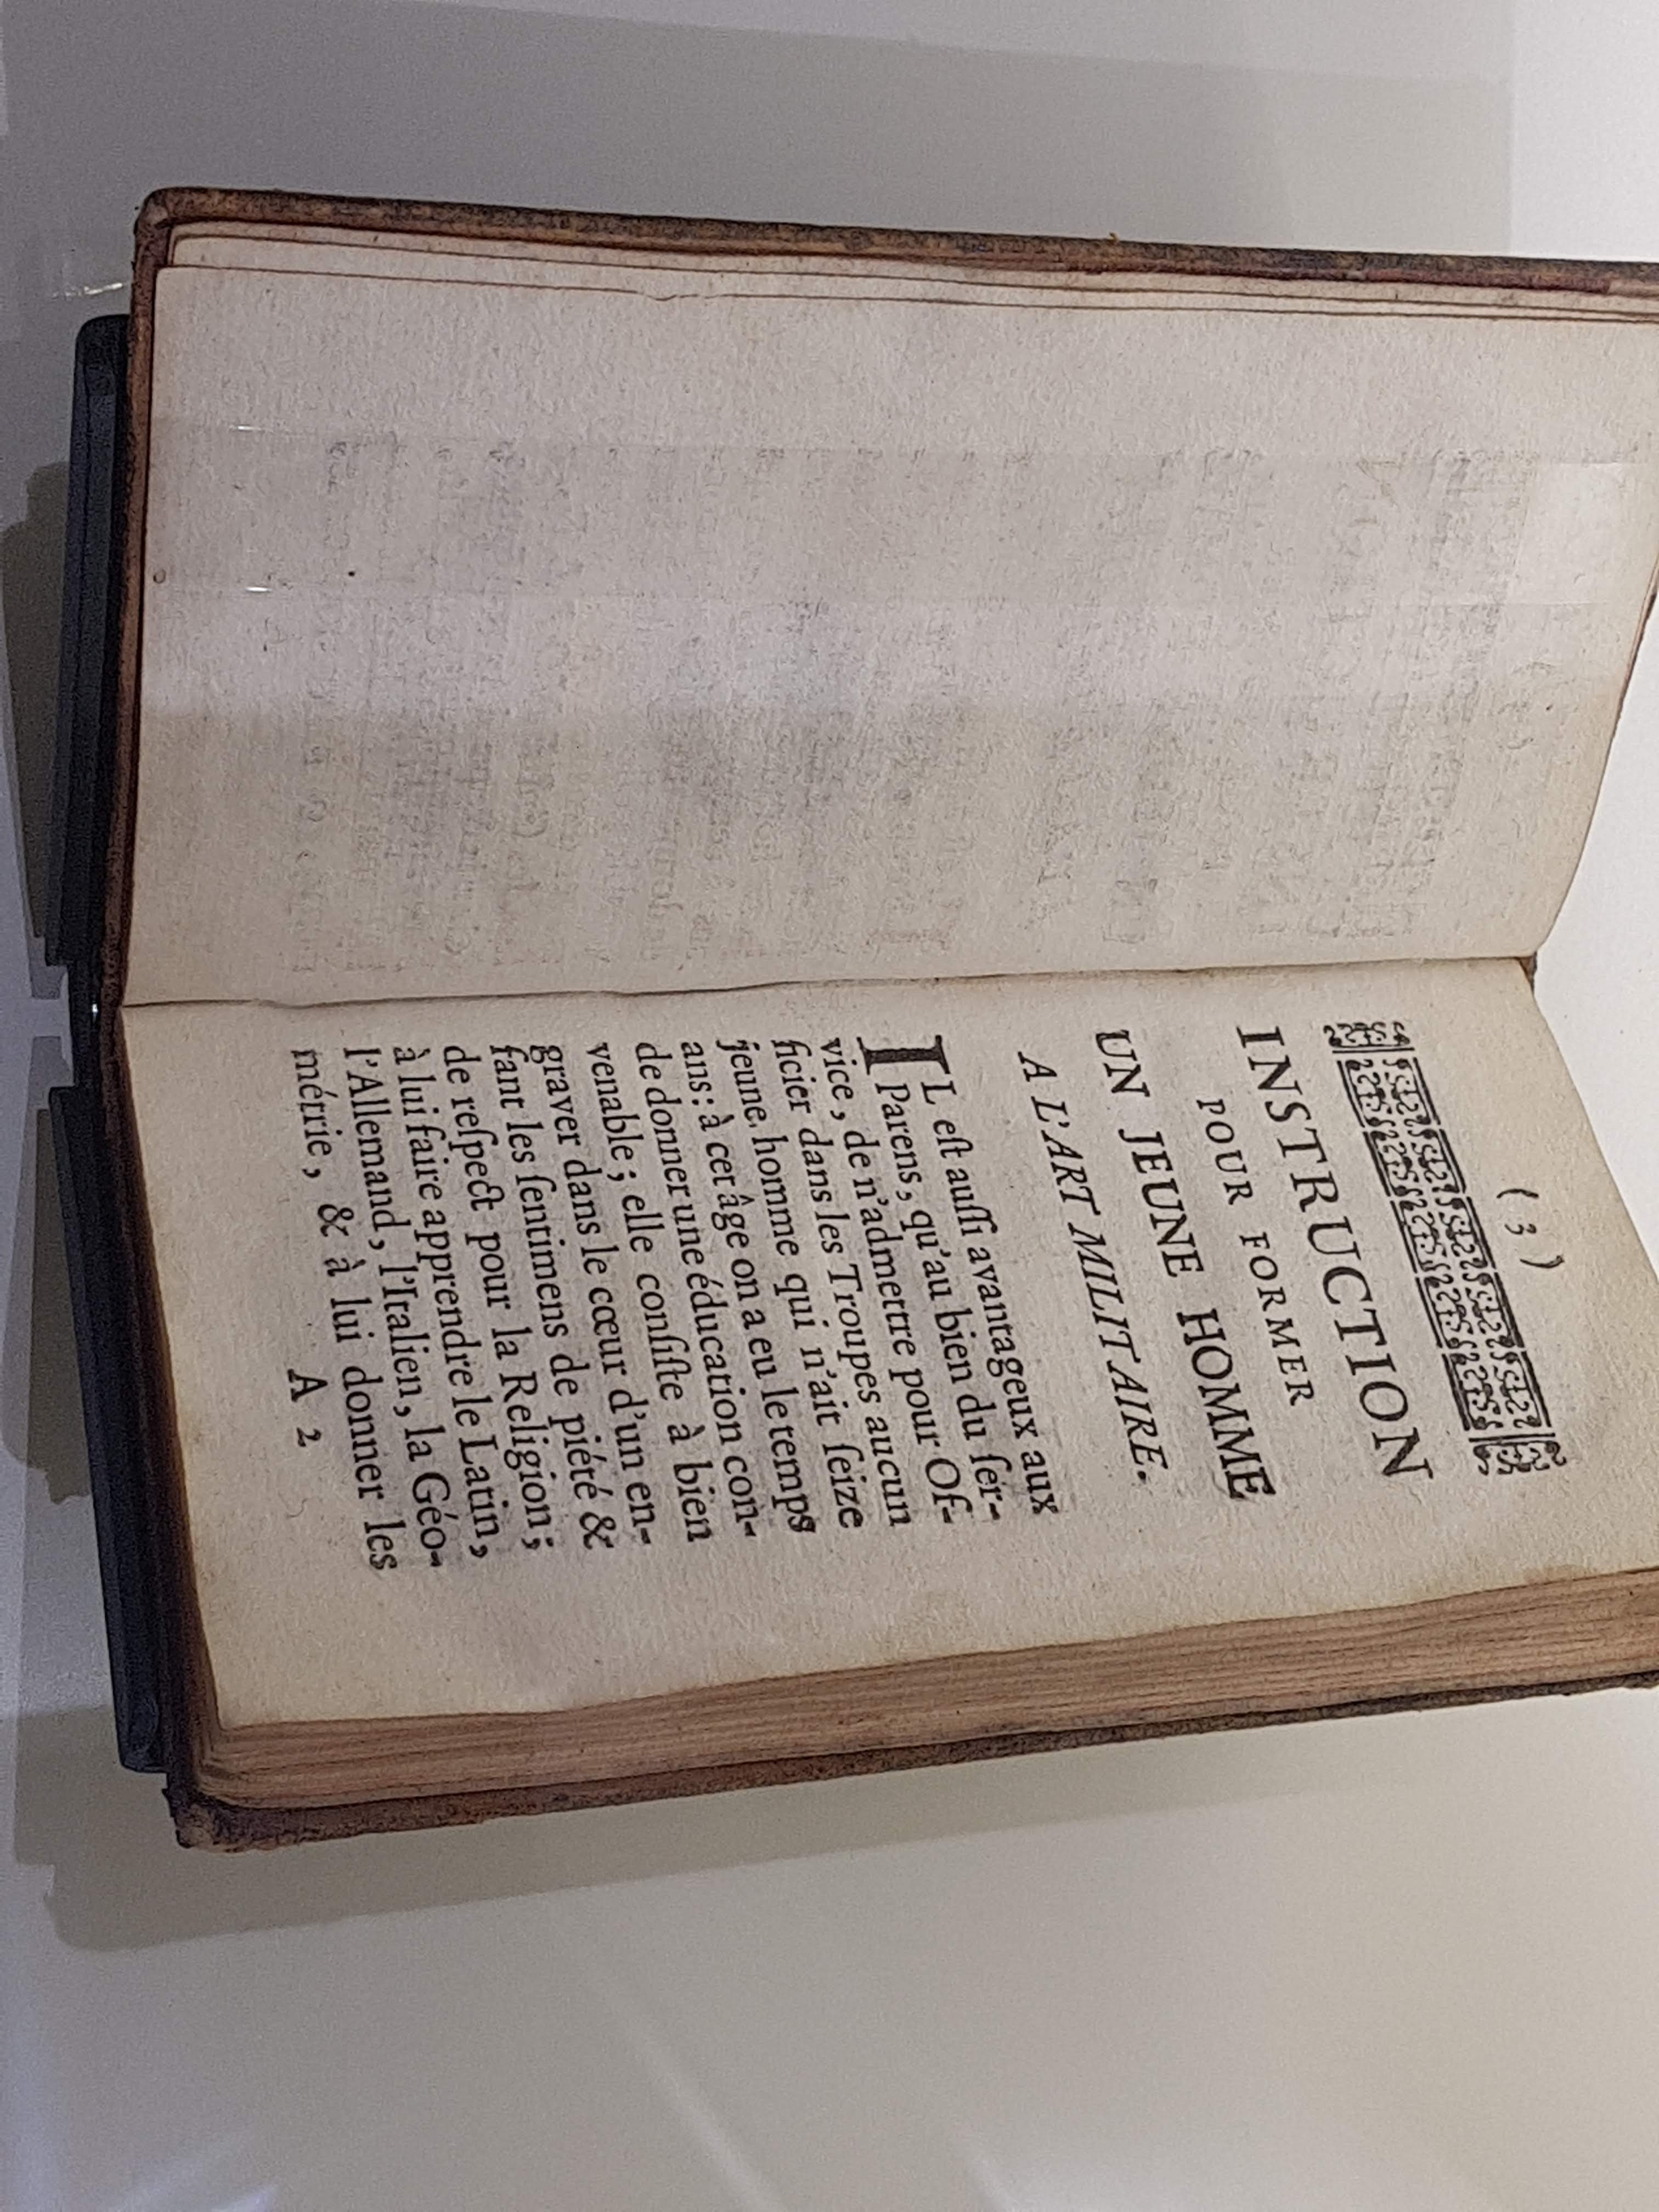 ( 3 )
INSTRUCTION
POUR FORMER
UN JEUNE HOMME
A L'ART MILITAIRE.
IL eſt auſſi avantageux aux
Parens, qu'au bien du ſer-
vice, de n'admettre pour Of-
ficier dans les Troupes aucun
jeune homme qui n'ait ſeize
ans: à cet âge on a eu le temps
de donner une éducation con-
venable; elle conſiſte à bien
graver dans le cœur d'un en-
fant les ſentimens de piété &
de reſpect pour la Religion;
à lui faire apprendre le Latin,
l'Allemand, l'Italien, la Géo-
métrie, & à lui donner les
A 2